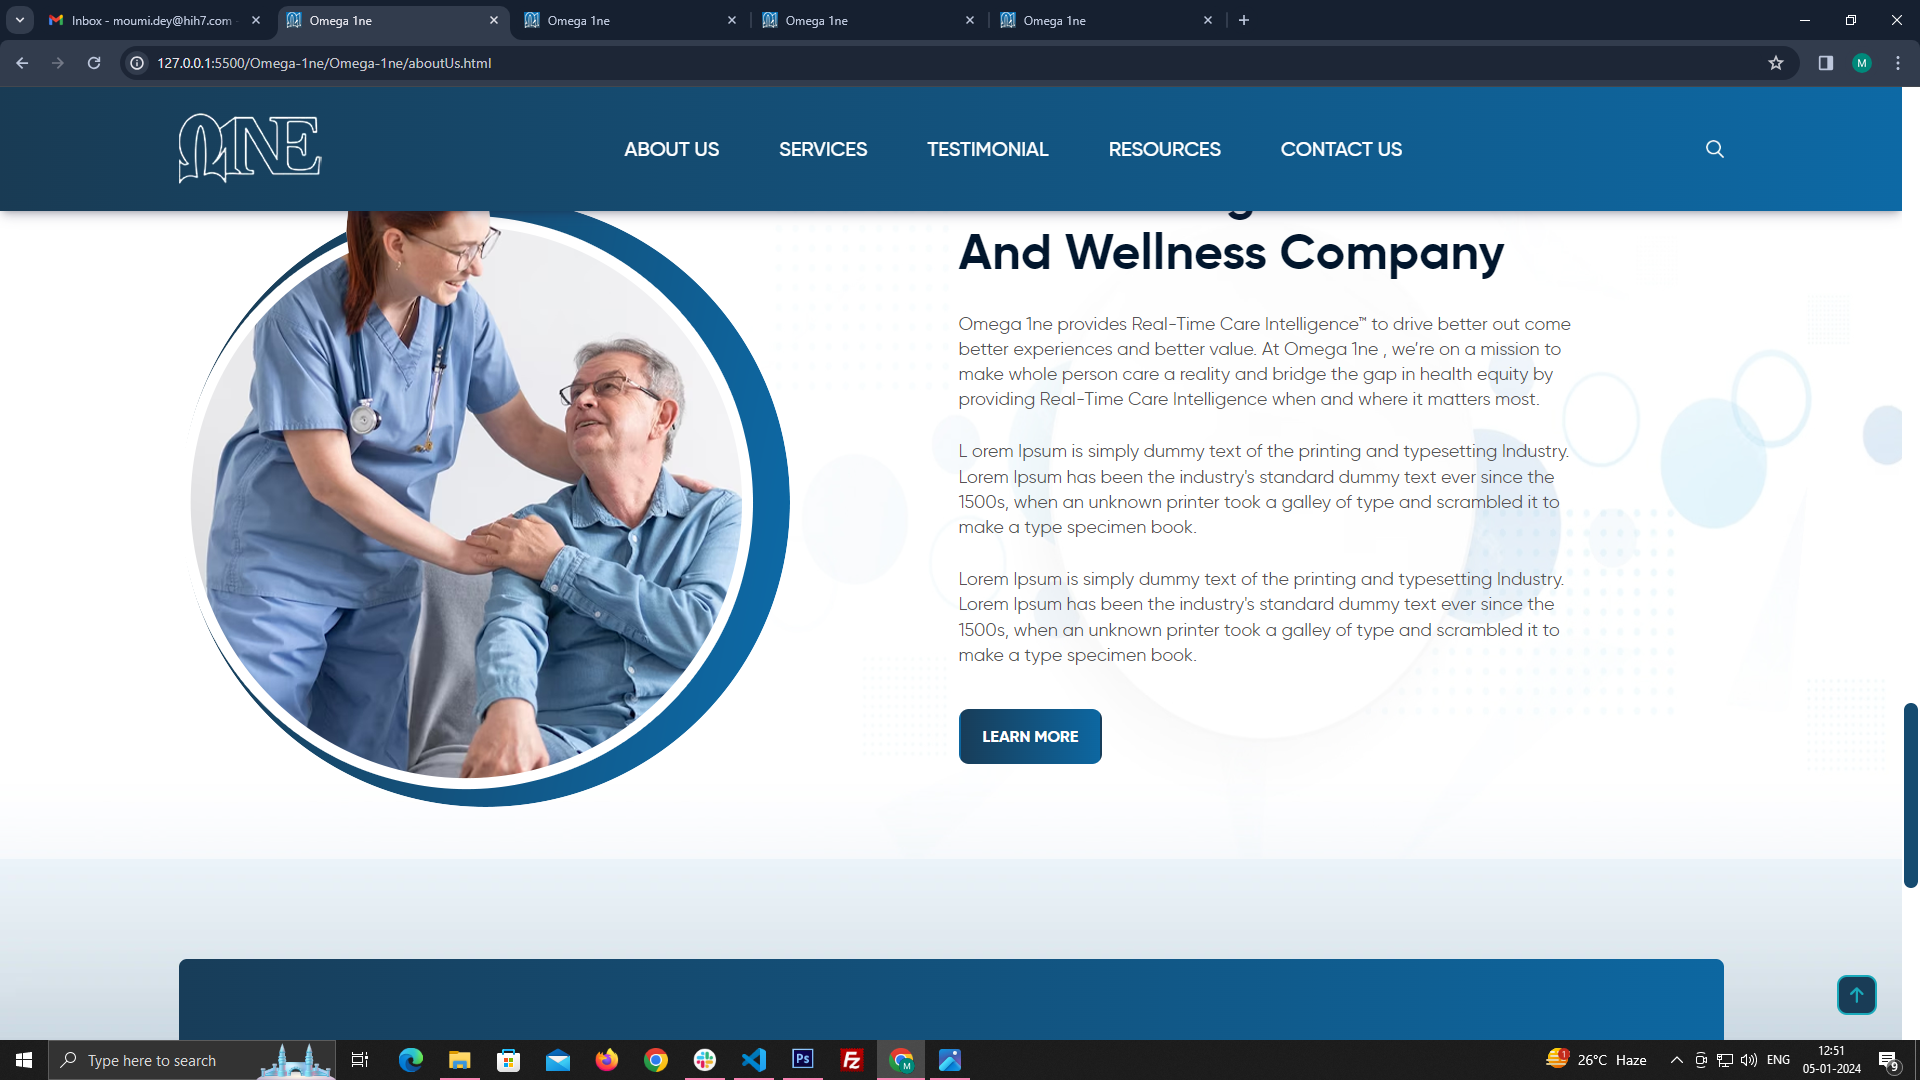 Inbox - moumi.dey@hih7.com
Omega 1ne
Omega 1ne
Omega 1ne
Omega 1ne
127.0.0.1:5500/Omega-1ne/Omega-1ne/aboutUs.html
M
1NE
ABOUT US
SERVICES
TESTIMONIAL
RESOURCES
CONTACT US
And Wellness Company
Omega 1ne provides Real-Time Care Intelligence™ to drive better out come
better experiences and better value. At Omega 1ne , we’re on a mission to
make whole person care a reality and bridge the gap in health equity by
providing Real-Time Care Intelligence when and where it matters most.
L orem Ipsum is simply dummy text of the printing and typesetting Industry.
Lorem Ipsum has been the industry's standard dummy text ever since the
1500s, when an unknown printer took a galley of type and scrambled it to
make a type specimen book.
Lorem Ipsum is simply dummy text of the printing and typesetting Industry.
Lorem Ipsum has been the industry's standard dummy text ever since the
1500s, when an unknown printer took a galley of type and scrambled it to
make a type specimen book.
LEARN MORE
Type here to search
Ps
Fz
M
1
26°C Haze
ENG
12:51
05-01-2024
9